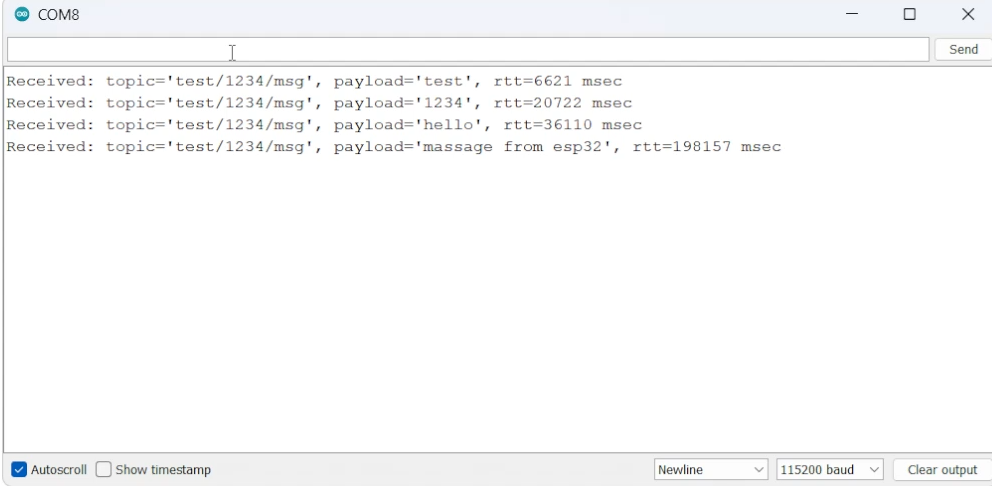 COM8
Send
Received: topic='test/1234/msg', payload='test', rtt=6621 msec
Received: topic='test/1234/msg', payload='1234', rtt=20722 msec
Received: topic='test/1234/msg', payload='hello', rtt=36110 msec
Received: topic='test/1234/msg', payload='massage from esp32', rtt=198157 msec
Autoscroll Show timestamp Newline 115200 baud Clear output